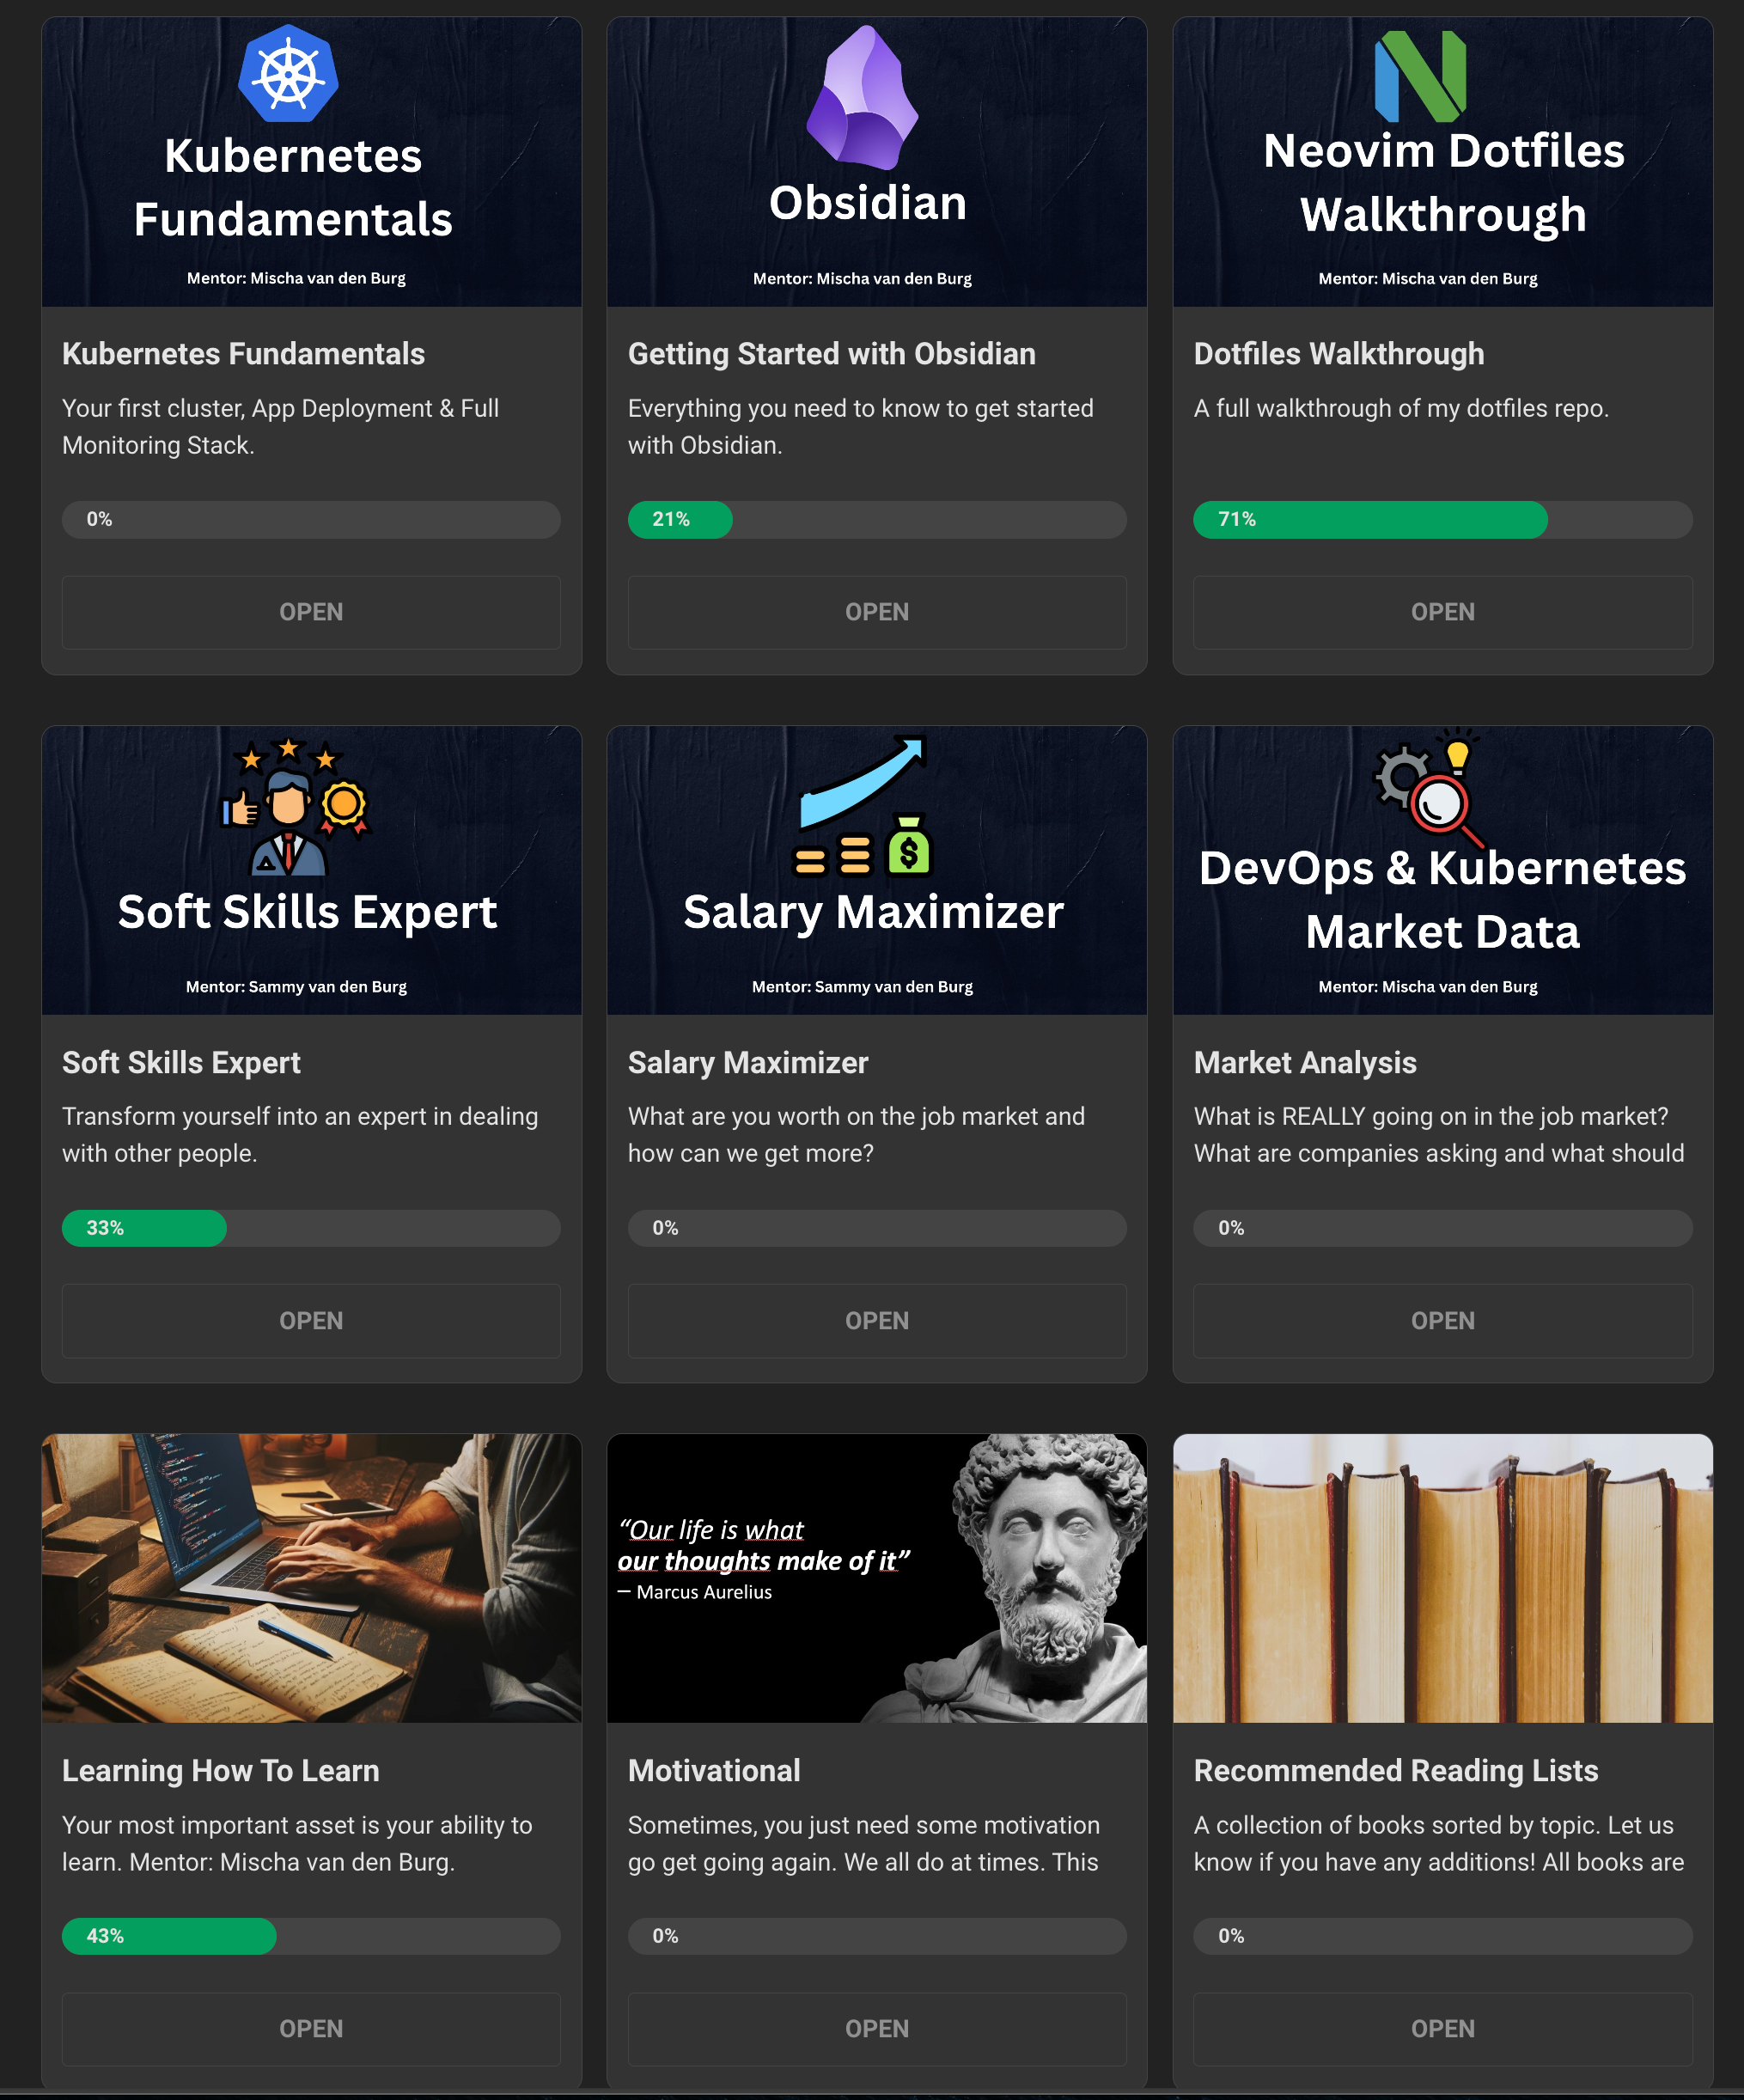 Kubernetes
Fundamentals
Mentor: Mischa van den Burg
Kubernetes Fundamentals
Your first cluster, App Deployment & Full
Monitoring Stack.
0%
OPEN
Obsidian
Mentor: Mischa van den Burg
Getting Started with Obsidian
Everything you need to know to get started
with Obsidian.
21%
OPEN
Neovim Dotfiles
Walkthrough
Mentor: Mischa van den Burg
Dotfiles Walkthrough
A full walkthrough of my dotfiles repo.
71%
OPEN
Soft Skills Expert
Mentor: Sammy van den Burg
Soft Skills Expert
Transform yourself into an expert in dealing
with other people.
33%
OPEN
Salary Maximizer
Mentor: Sammy van den Burg
Salary Maximizer
What are you worth on the job market and
how can we get more?
0%
OPEN
DevOps & Kubernetes
Market Data
Mentor: Mischa van den Burg
Market Analysis
What is REALLY going on in the job market?
What are companies asking and what should
0%
OPEN
Learning How To Learn
Your most important asset is your ability to
learn. Mentor: Mischa van den Burg.
43%
OPEN
“Our life is what
our thoughts make of it”
– Marcus Aurelius
Motivational
Sometimes, you just need some motivation
go get going again. We all do at times. This
0%
OPEN
Recommended Reading Lists
A collection of books sorted by topic. Let us
know if you have any additions! All books are
0%
OPEN